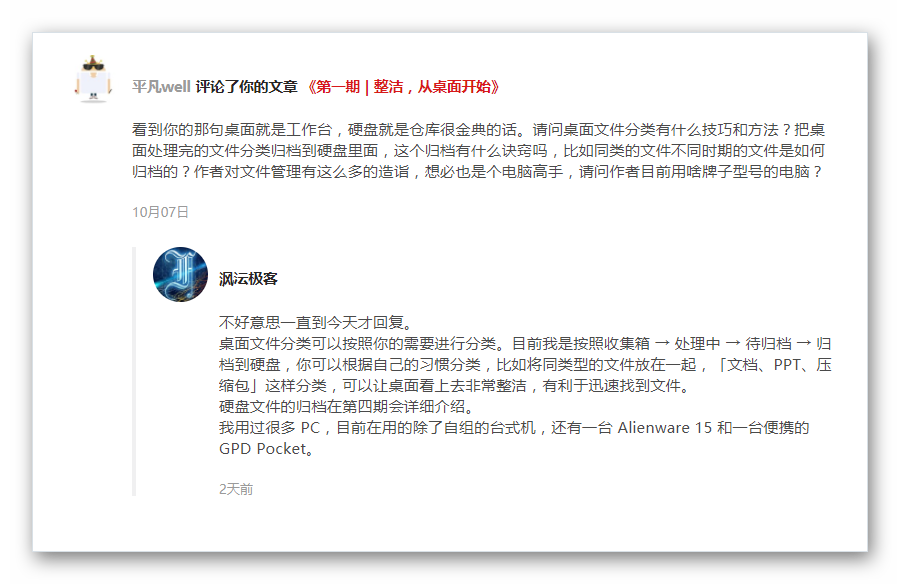 平凡well 评论了你的文章 《第一期 | 整洁，从桌面开始》
看到你的那句桌面就是工作台，硬盘就是仓库很金典的话。请问桌面文件分类有什么技巧和方法？把桌
面处理完的文件分类归档到硬盘里面，这个归档有什么诀窍吗，比如同类的文件不同时期的文件是如何
归档的？作者对文件管理有这么多的造诣，想必也是个电脑高手，请问作者目前用啥牌子型号的电脑？
10月07日
沨沄极客
不好意思一直到今天才回复。
桌面文件分类可以按照你的需要进行分类。目前我是按照收集箱 → 处理中 → 待归档 → 归
档到硬盘，你可以根据自己的习惯分类，比如将同类型的文件放在一起，「文档、PPT、压
缩包」这样分类，可以让桌面看上去非常整洁，有利于迅速找到文件。
硬盘文件的归档在第四期会详细介绍。
我用过很多 PC，目前在用的除了自组的台式机，还有一台 Alienware 15 和一台便携的
GPD Pocket。
2天前